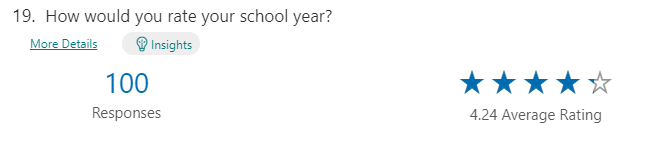 19. How would you rate your school year?
More Details
Insights
100
Responses
4.24 Average Rating